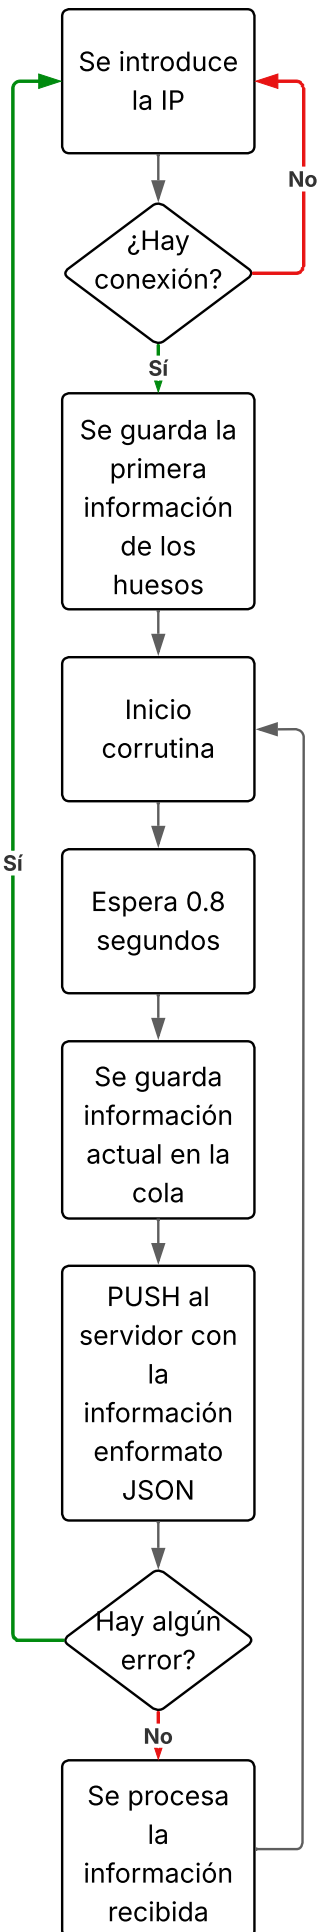 Se introduce
la IP
No
¿Hay
conexión?
Sí
Se guarda la
primera
información
de los
huesos
Inicio
corrutina
Sí
Espera 0.8
segundos
Se guarda
información
actual en la
cola
PUSH al
servidor con
la
información
enformato
JSON
Hay algún
error?
No
Se procesa
la
información
recibida